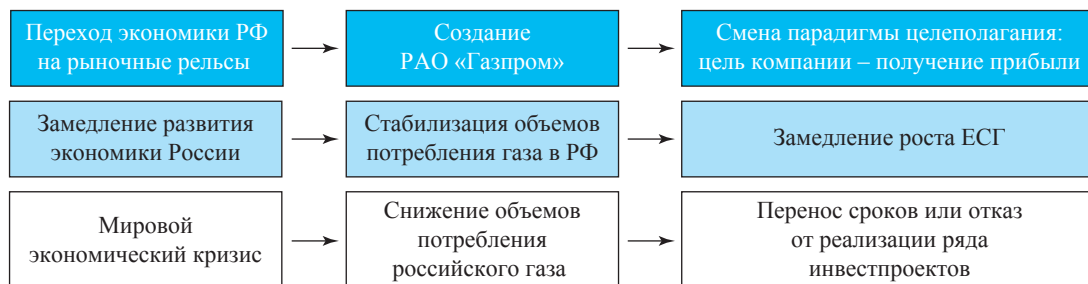 Переход экономики РФ
на рыночные рельсы
Создание
РАО «Газпром»
Смена парадигмы целеполагания:
цель компании – получение прибыли
Замедление развития
экономики России
Стабилизация объемов
потребления газа в РФ
Замедление роста ЕСГ
Мировой
экономический кризис
Снижение объемов
потребления
российского газа
Перенос сроков или отказ
от реализации ряда
инвестпроектов